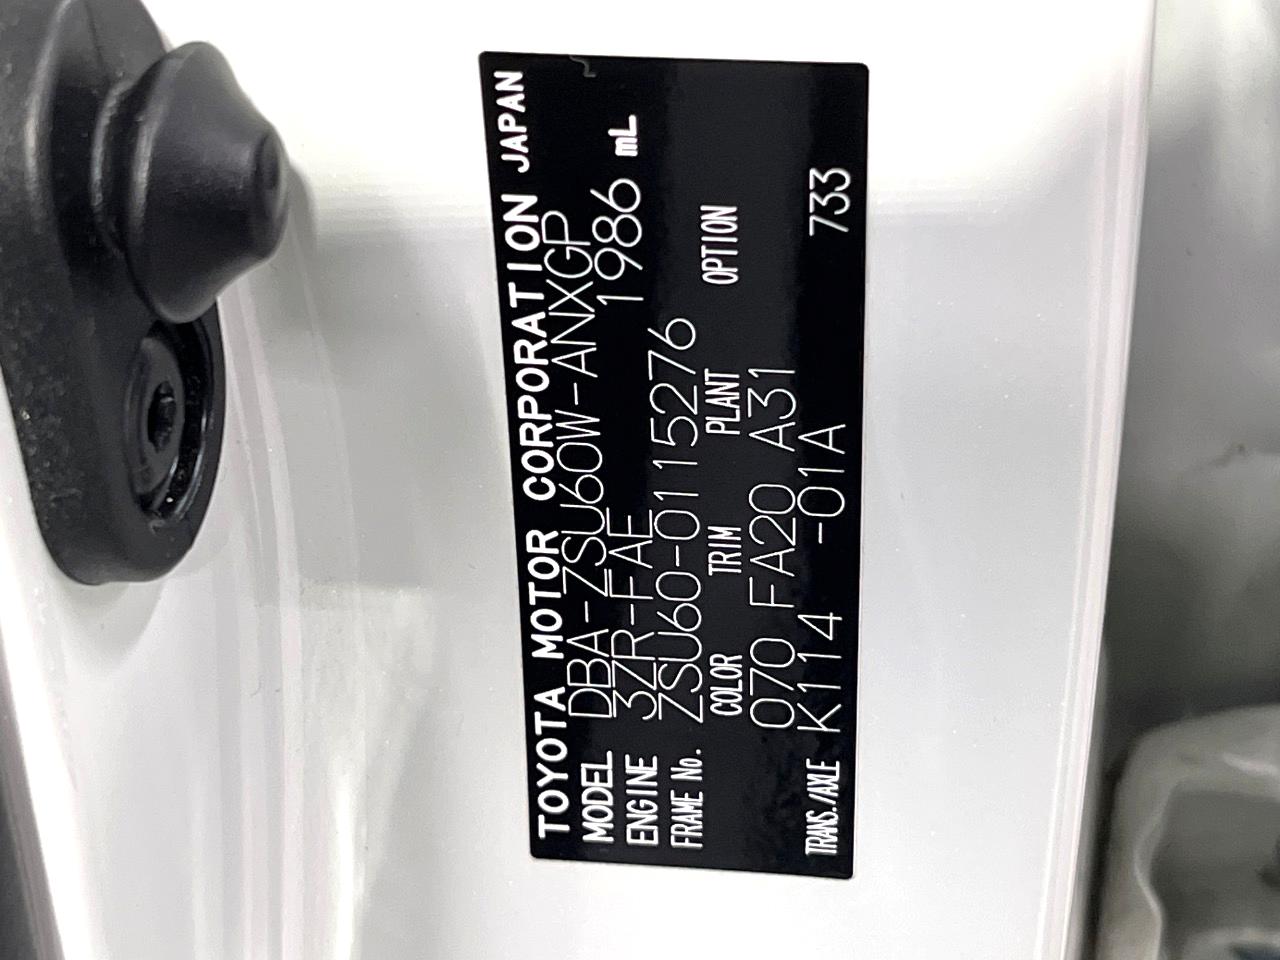 TOYOTA MOTOR CORPORATION JAPAN
MODEL DBA-ZSU60W-ANXGP
ENGINE 3ZR-FAE 1986 mL
FRAME No. ZSU60-0115276
COLOR TRIM PLANT OPTION
070 FA20 A31
TRANS./AXLE K114 -01A 733